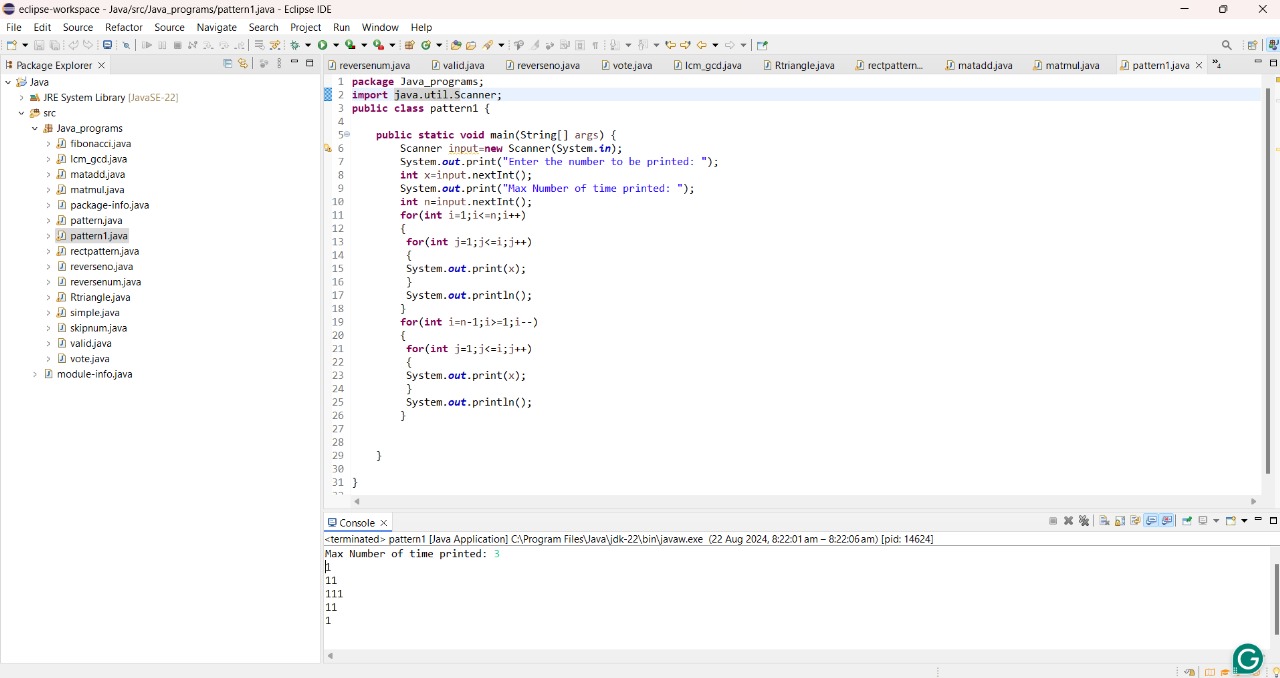 eclipse-workspace - Java/src/Java_programs/pattern1.java - Eclipse IDE
File Edit Source Refactor Source Navigate Search Project Run Window Help
Package Explorer
reversenum.java valid.java reverseno.java vote.java lcm_gcd.java Rtriangle.java rectpattern... matadd.java matmul.java pattern1.java
Java
JRE System Library [JavaSE-22]
src
Java_programs
fibonacci.java
lcm_gcd.java
matadd.java
matmul.java
package-info.java
pattern.java
pattern1.java
rectpattern.java
reverseno.java
reversenum.java
Rtriangle.java
simple.java
skipnum.java
valid.java
vote.java
module-info.java
1 package Java_programs;
2 import java.util.Scanner;
3 public class pattern1 {
4
5 public static void main(String[] args) {
6 Scanner input=new Scanner(System.in);
7 System.out.print("Enter the number to be printed: ");
8 int x=input.nextInt();
9 System.out.print("Max Number of time printed: ");
10 int n=input.nextInt();
11 for(int i=1;i<=n;i++)
12 {
13 for(int j=1;j<=i;j++)
14 {
15 System.out.print(x);
16 }
17 System.out.println();
18 }
19 for(int i=n-1;i>=1;i--)
20 {
21 for(int j=1;j<=i;j++)
22 {
23 System.out.print(x);
24 }
25 System.out.println();
26 }
27
28
29 }
30
31 }
Console
<terminated> pattern1 [Java Application] C:\Program Files\Java\jdk-22\bin\javaw.exe (22 Aug 2024, 8:22:01 am – 8:22:06 am) [pid: 14624]
Max Number of time printed: 3
1
11
111
11
1